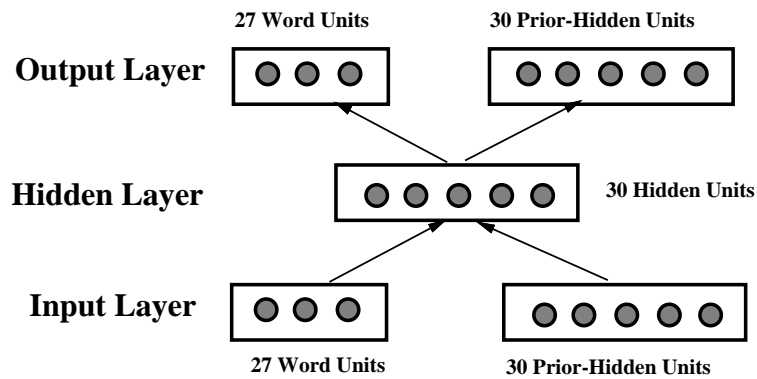 27 Word Units
30 Prior-Hidden Units
Output Layer
Hidden Layer
30 Hidden Units
Input Layer
27 Word Units
30 Prior-Hidden Units